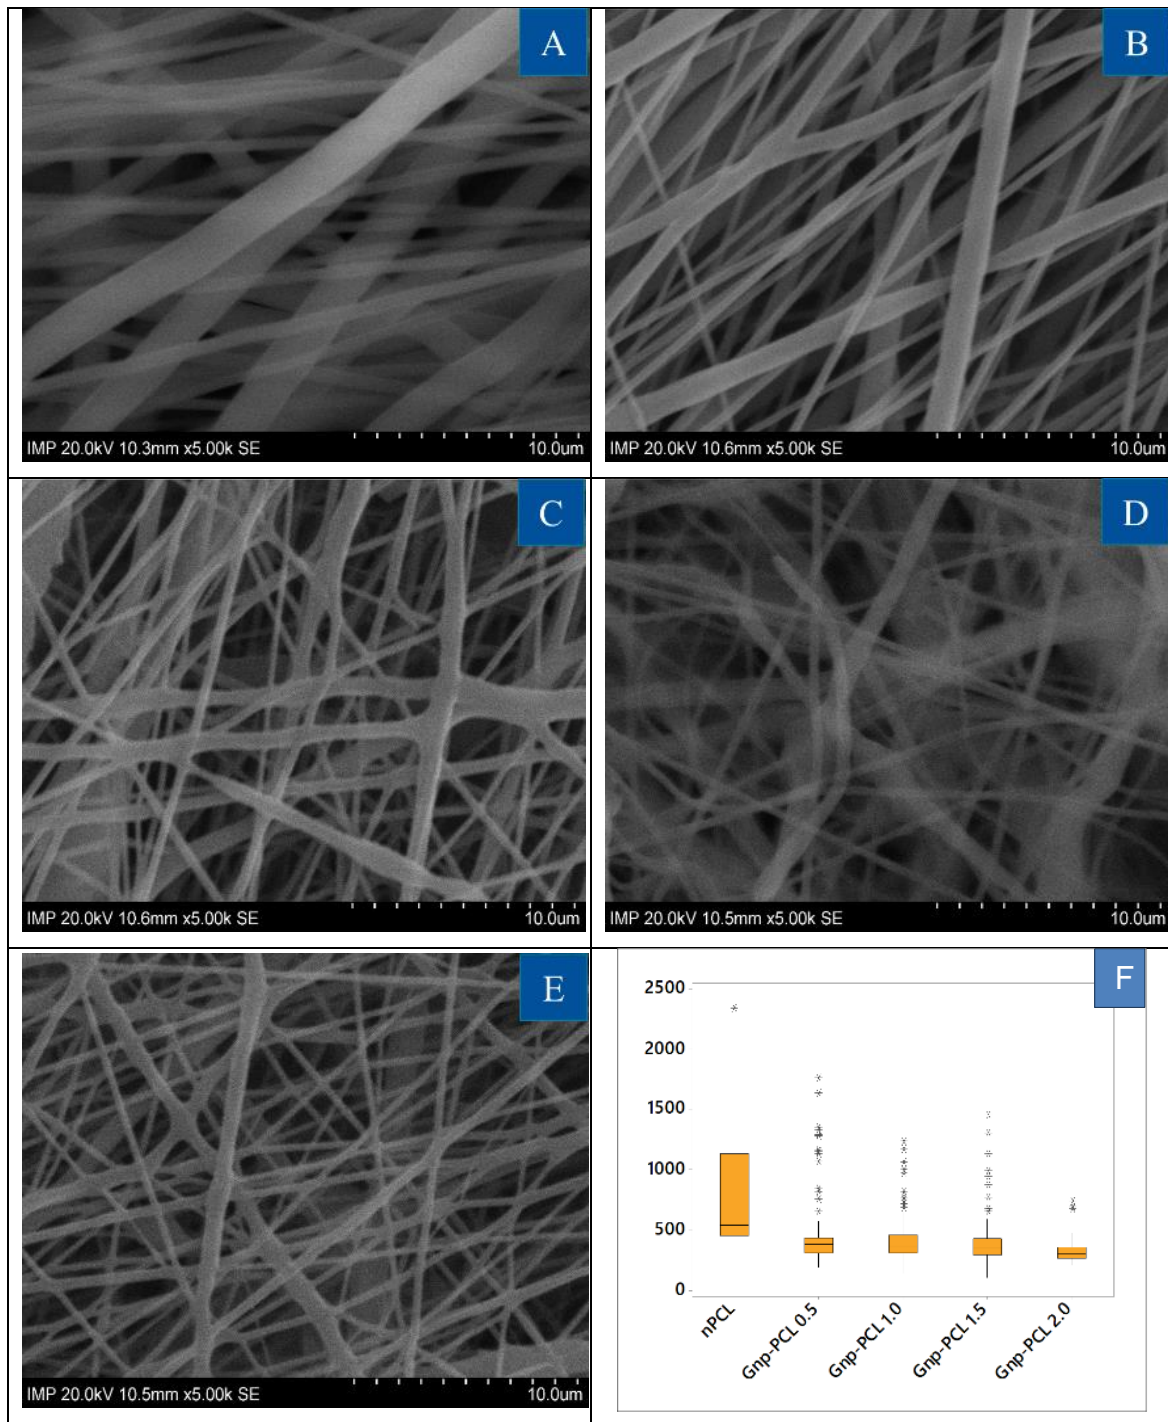 A
IMP 20.0kV 10.3mm x5.00k SE 10.0um
B
IMP 20.0kV 10.6mm x5.00k SE 10.0um
C
IMP 20.0kV 10.6mm x5.00k SE 10.0um
D
IMP 20.0kV 10.5mm x5.00k SE 10.0um
E
IMP 20.0kV 10.5mm x5.00k SE 10.0um
F
2500
2000
1500
1000
500
0
nPCL
Gnp-PCL 0.5
Gnp-PCL 1.0
Gnp-PCL 1.5
Gnp-PCL 2.0